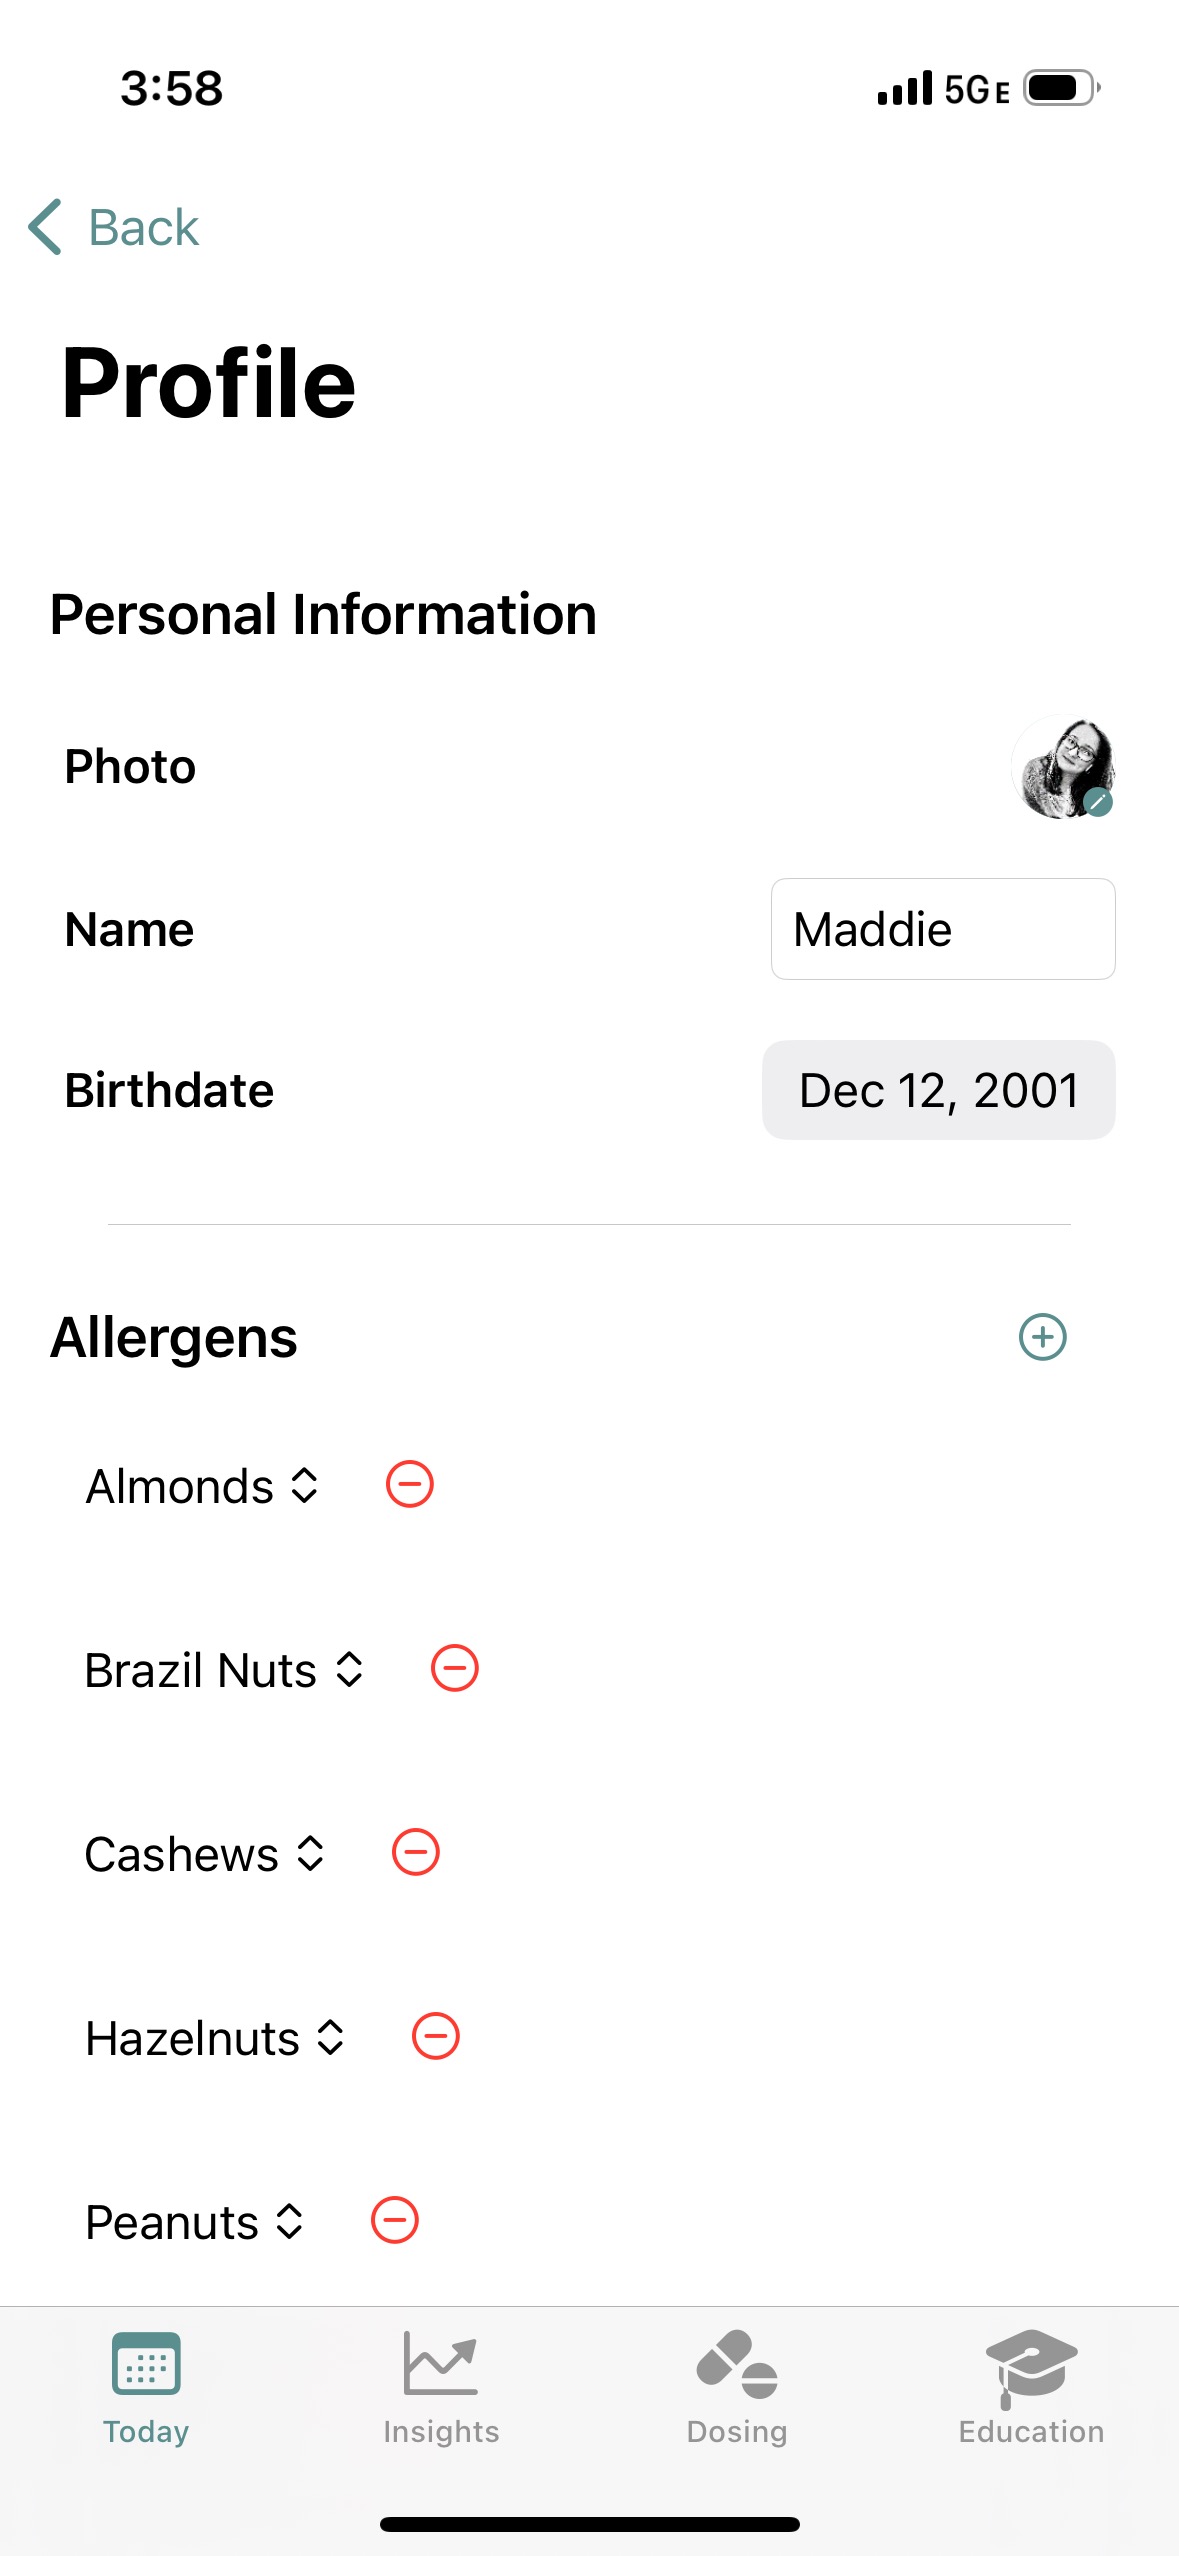 3:58 5GE
Back
Profile
Personal Information
Photo
Name Maddie
Birthdate Dec 12, 2001
Allergens
Almonds
Brazil Nuts
Cashews
Hazelnuts
Peanuts
Today Insights Dosing Education